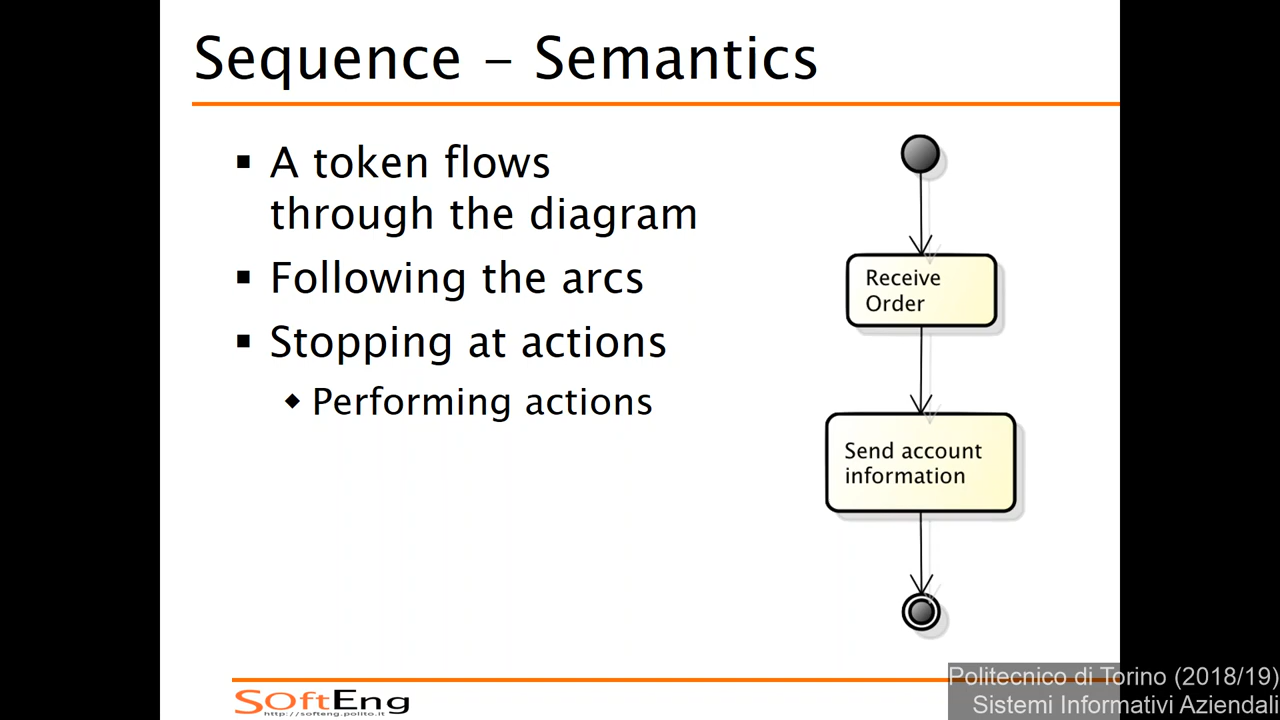 Sequence – Semantics
▪ A token flows
through the diagram
▪ Following the arcs
▪ Stopping at actions
◆ Performing actions
Receive
Order
Send account
information
SoftEng
http://softeng.polito.it
Politecnico di Torino (2018/19)
Sistemi Informativi Aziendali